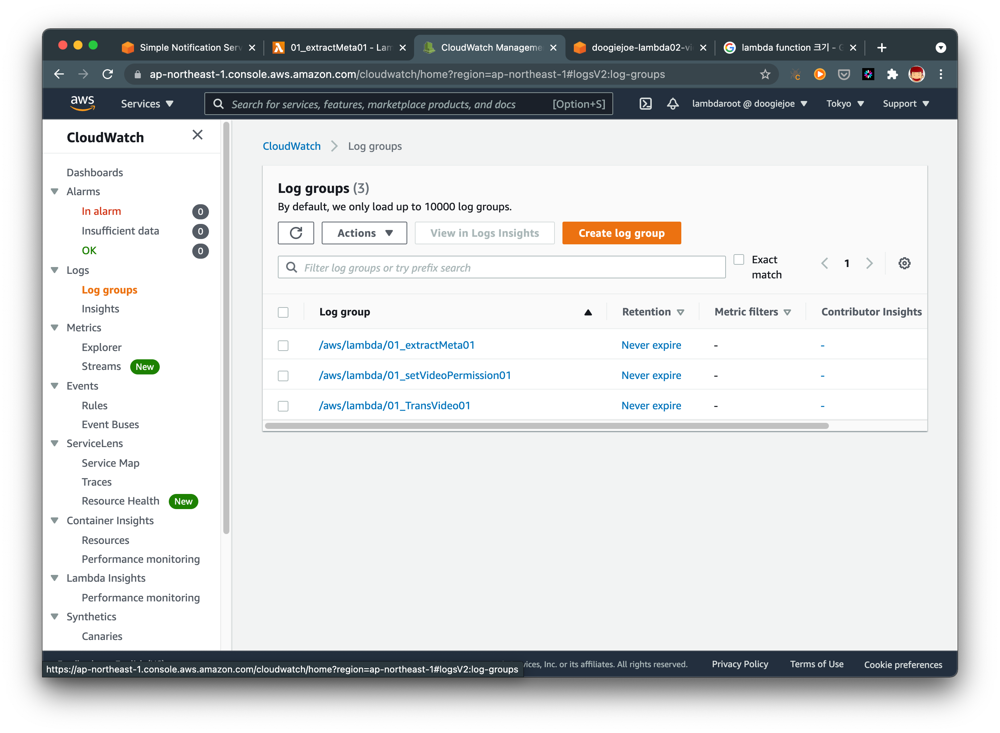 Simple Notification Serv
01_extractMeta01 - Lam
CloudWatch Manageme
doogiejoe-lambda02-vi
lambda function 크기 - G
ap-northeast-1.console.aws.amazon.com/cloudwatch/home?region=ap-northeast-1#logsV2:log-groups
aws
Services
Search for services, features, marketplace products, and docs
[Option+S]
lambdaroot @ doogiejoe
Tokyo
Support
CloudWatch
Dashboards
Alarms
In alarm 0
Insufficient data 0
OK 0
Logs
Log groups
Insights
Metrics
Explorer
Streams New
Events
Rules
Event Buses
ServiceLens
Service Map
Traces
Resource Health New
Container Insights
Resources
Performance monitoring
Lambda Insights
Performance monitoring
Synthetics
Canaries
CloudWatch > Log groups
Log groups (3)
By default, we only load up to 10000 log groups.
Actions
View in Logs Insights
Create log group
Filter log groups or try prefix search
Exact
match
1
Log group Retention Metric filters Contributor Insights
/aws/lambda/01_extractMeta01 Never expire - -
/aws/lambda/01_setVideoPermission01 Never expire - -
/aws/lambda/01_TransVideo01 Never expire - -
vices, Inc. or its affiliates. All rights reserved.
Privacy Policy
Terms of Use
Cookie preferences
https://ap-northeast-1.console.aws.amazon.com/cloudwatch/home?region=ap-northeast-1#logsV2:log-groups